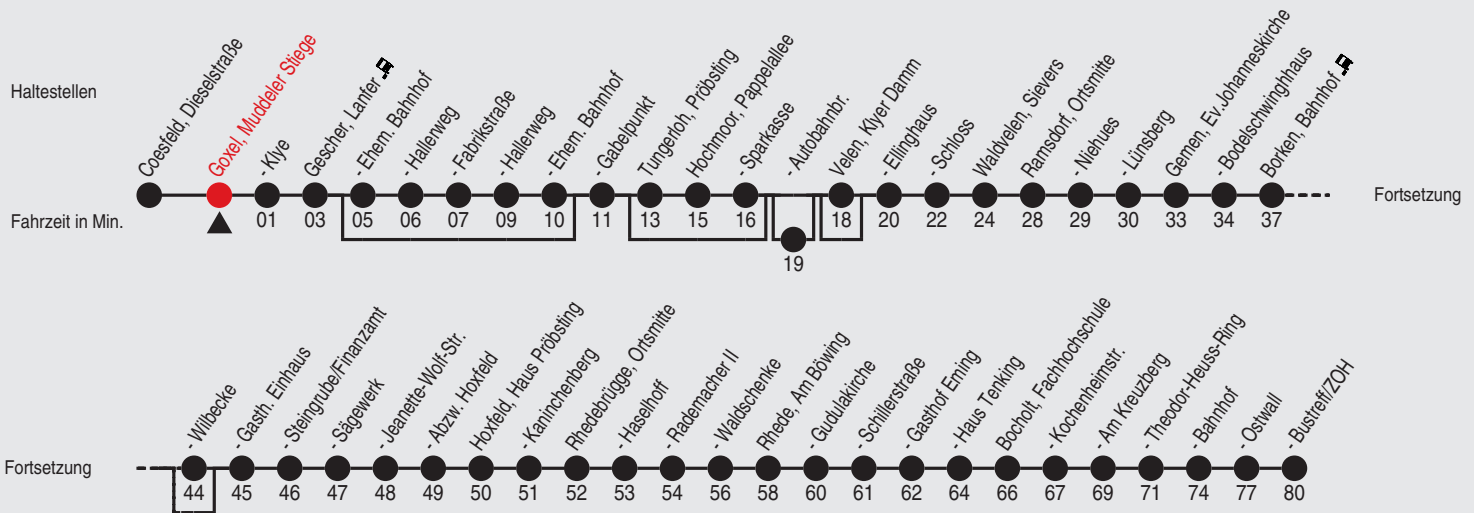 Haltestellen
Coesfeld, Dieselstraße
Goxel, Muddeler Stiege
- Klye
Gescher, Lanfer
- Ehem. Bahnhof
- Hallenweg
- Fabrikstraße
- Hallenweg
- Ehem. Bahnhof
- Gabelpunkt
Tungerloh, Pröbsting
Hochmoor, Pappelallee
- Sparkasse
- Autobahnbr.
Velen, Klyer Damm
- Ellinghaus
- Schloss
Waldvelen, Sievers
Ramsdorf, Ortsmitte
- Niehues
- Lünsberg
Gemen, Ev.Johanneskirche
- Bodelschwinghhaus
Borken, Bahnhof
Fortsetzung
Fahrzeit in Min.
01 03 05 06 07 09 10 11 13 15 16 18 20 22 24 28 29 30 33 34 37
19
Fortsetzung
- Wilbecke
- Gasth. Einhaus
- Steingrube/Finanzamt
- Sägewerk
- Jeanette-Wolf-Str.
- Abzw. Hoxfeld
Hoxfeld, Haus Pröbsting
- Kaninchenberg
Rhedebrügge, Ortsmitte
- Haselhoff
- Rademacher II
- Waldschenke
Rhede, Am Böwing
- Gudulakirche
- Schillerstraße
- Gasthof Eming
- Haus Tenking
Bocholt, Fachhochschule
- Kochenheimstr.
- Am Kreuzberg
- Theodor-Heuss-Ring
- Bahnhof
- Ostwall
- Bustreff/ZOH
44 45 46 47 48 49 50 51 52 53 54 56 58 60 61 62 64 66 67 69 71 74 77 80